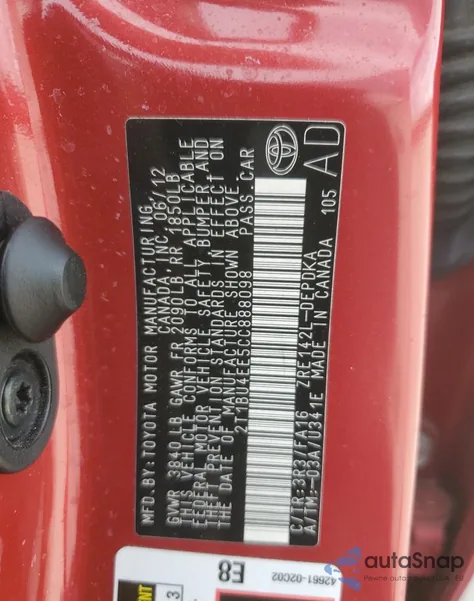 MFD. BY: TOYOTA MOTOR MANUFACTURING,
CANADA, INC. 06/12
GVWR 3840LB GAWR FR 2090LB RR 1850LB
THIS VEHICLE CONFORMS TO ALL APPLICABLE
FEDERAL MOTOR VEHICLE SAFETY, BUMPER, AND
THEFT PREVENTION STANDARDS IN EFFECT ON
THE DATE OF MANUFACTURE SHOWN ABOVE.
2T1BU4EE5CC888098 PASS. CAR
C/TR: 3R3/FA16 ZRE142L-DEPDKA
A/TM: -03A/U341E MADE IN CANADA 105
AD
E8
42661-02C02
autoSnap